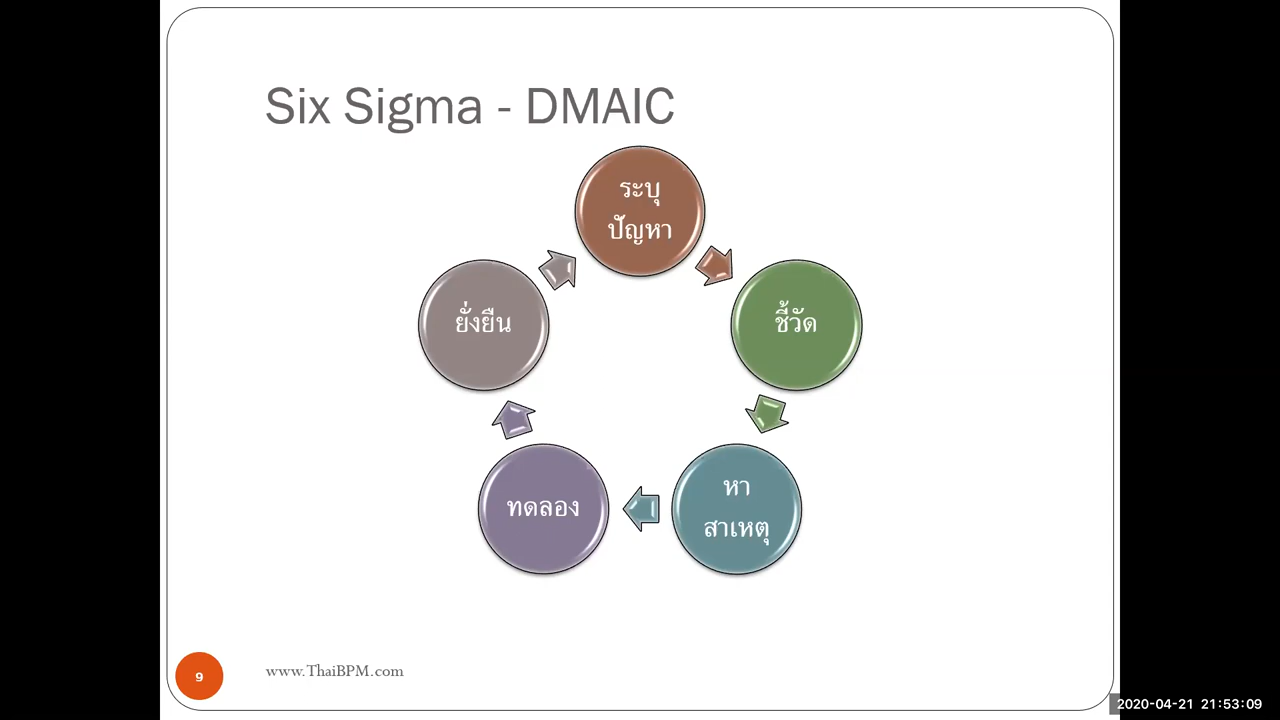 Six Sigma - DMAIC
ระบุ
ปัญหา
ชี้วัด
หา
สาเหตุ
ทดลอง
ยั่งยืน
9
www.ThaiBPM.com
2020-04-21 21:53:09